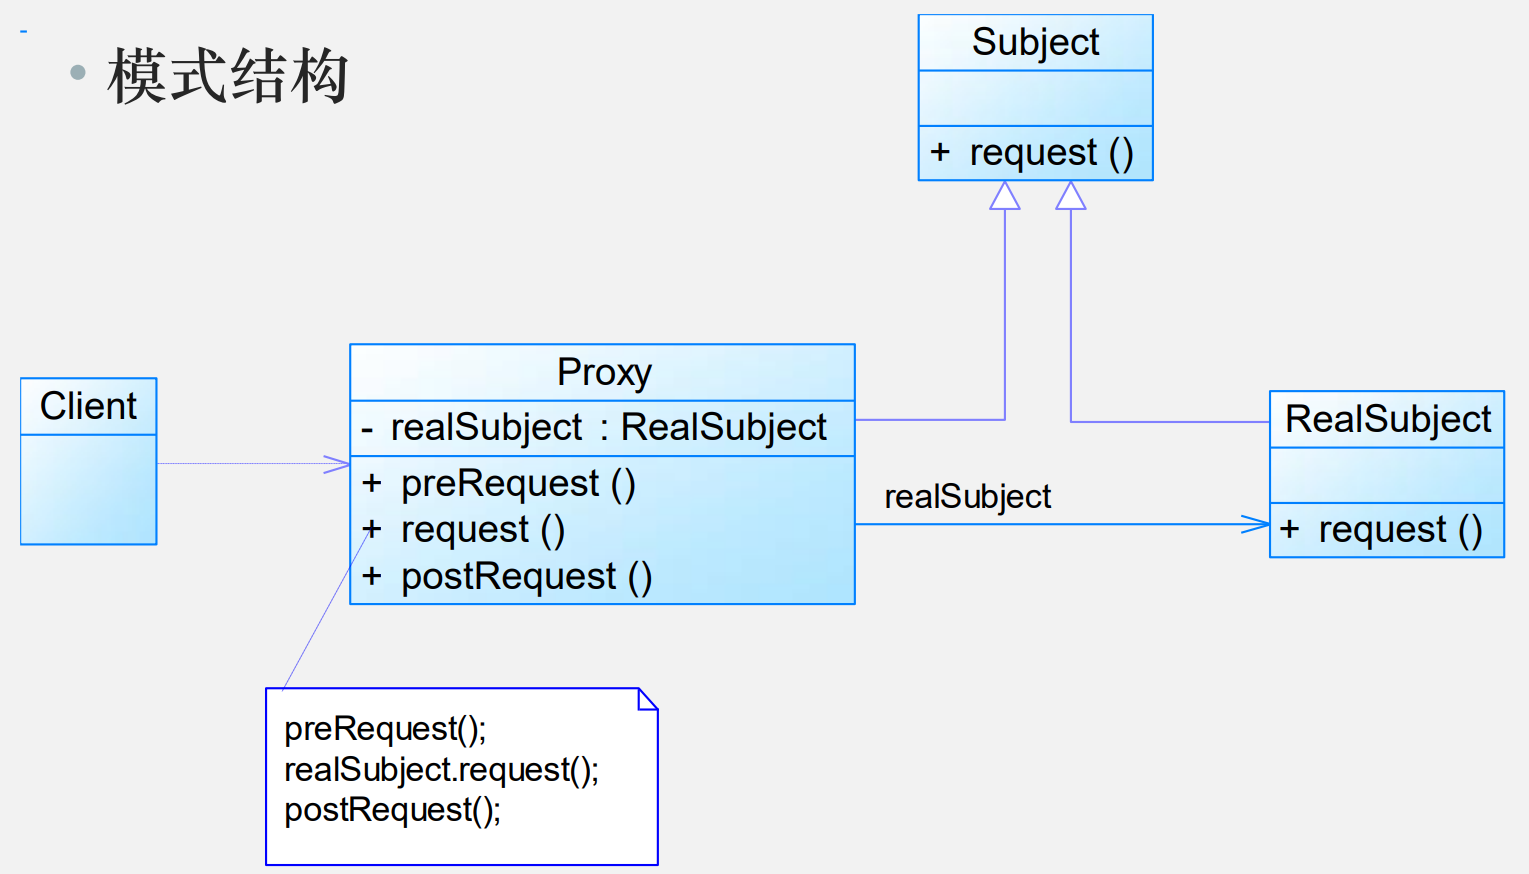 模式结构
Subject
+ request ()
Client
Proxy
- realSubject : RealSubject
+ preRequest ()
+ request ()
+ postRequest ()
realSubject
RealSubject
+ request ()
preRequest();
realSubject.request();
postRequest();